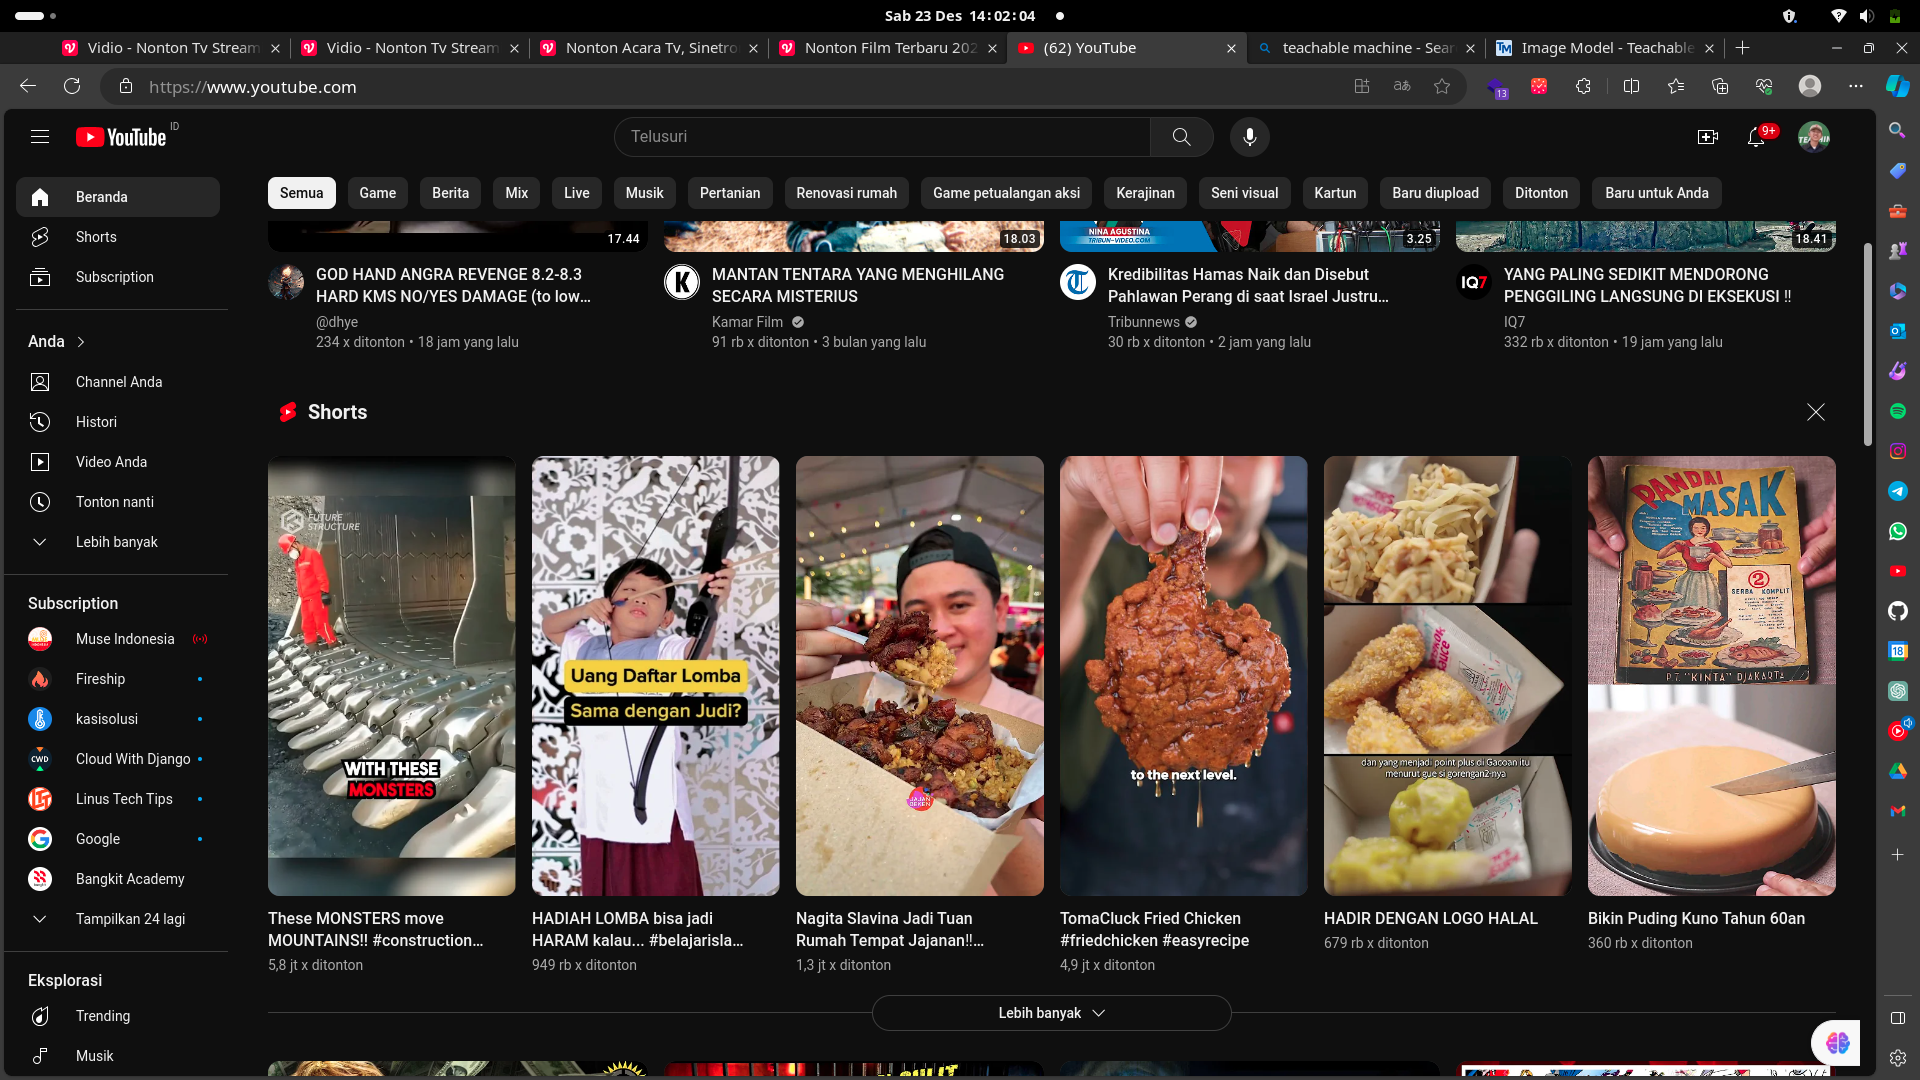 Sab 23 Des 14:02:04
Vidio - Nonton Tv Stream
Vidio - Nonton Tv Stream
Nonton Acara Tv, Sinetro
Nonton Film Terbaru 202
(62) YouTube
teachable machine - Sear
Image Model - Teachable
https://www.youtube.com
13
YouTube ID
Telusuri
9+
Beranda
Shorts
Subscription
Anda
Channel Anda
Histori
Video Anda
Tonton nanti
Lebih banyak
Subscription
Muse Indonesia
Fireship
kasisolusi
Cloud With Django
Linus Tech Tips
Google
Bangkit Academy
Tampilkan 24 lagi
Eksplorasi
Trending
Musik
Semua
Game
Berita
Mix
Live
Musik
Pertanian
Renovasi rumah
Game petualangan aksi
Kerajinan
Seni visual
Kartun
Baru diupload
Ditonton
Baru untuk Anda
17.44
18.03
NINA AGUSTINA
TRIBUN-VIDEO.COM
3.25
18.41
GOD HAND ANGRA REVENGE 8.2-8.3
HARD KMS NO/YES DAMAGE (to low...
@dhye
234 x ditonton • 18 jam yang lalu
K
MANTAN TENTARA YANG MENGHILANG
SECARA MISTERIUS
Kamar Film
91 rb x ditonton • 3 bulan yang lalu
Kredibilitas Hamas Naik dan Disebut
Pahlawan Perang di saat Israel Justru...
Tribunnews
30 rb x ditonton • 2 jam yang lalu
IQ7
YANG PALING SEDIKIT MENDORONG
PENGGILING LANGSUNG DI EKSEKUSI !!
IQ7
332 rb x ditonton • 19 jam yang lalu
Shorts
FUTURE
STRUCTURE
WITH THESE
MONSTERS
These MONSTERS move
MOUNTAINS!! #construction...
5,8 jt x ditonton
Uang Daftar Lomba
Sama dengan Judi?
HADIAH LOMBA bisa jadi
HARAM kalau... #belajarisla...
949 rb x ditonton
Nagita Slavina Jadi Tuan
Rumah Tempat Jajanan!!...
1,3 jt x ditonton
to the next level.
TomaCluck Fried Chicken
#friedchicken #easyrecipe
4,9 jt x ditonton
dan yang menjadi point plus di Gacoan itu
menurut gue si gorengan2-nya
HADIR DENGAN LOGO HALAL
679 rb x ditonton
PANDAI
MASAK
2
SERBA KOMPLIT
P.T. "KINTA" DJAKARTA
Bikin Puding Kuno Tahun 60an
360 rb x ditonton
Lebih banyak
CWD
TM
18